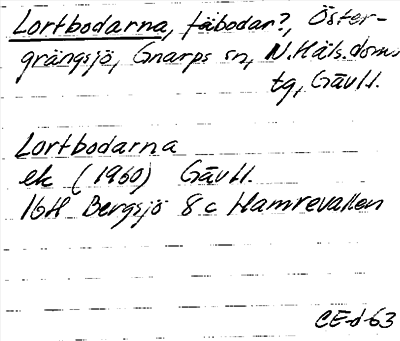 Lortbodarna, fäbodar?, Öster-
grängsjö, Gnarps sn, N.Häls.doms
tg, Gävl l.
Lortbodarna
ek (1960) Gävl l.
16H Bergsjö 8c Hamrevallen
CE-d-63